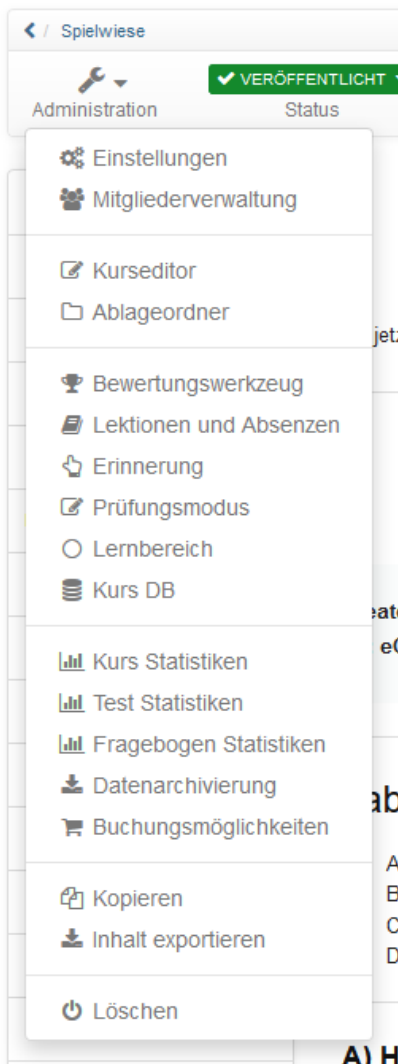 / Spielwiese
VERÖFFENTLICHT
Administration
Status
Einstellungen
Mitgliederverwaltung
Kurseditor
Ablageordner
Bewertungswerkzeug
Lektionen und Absenzen
Erinnerung
Prüfungsmodus
Lernbereich
Kurs DB
Kurs Statistiken
Test Statistiken
Fragebogen Statistiken
Datenarchivierung
Buchungsmöglichkeiten
A
B
C
D
Kopieren
Inhalt exportieren
Löschen
A) H